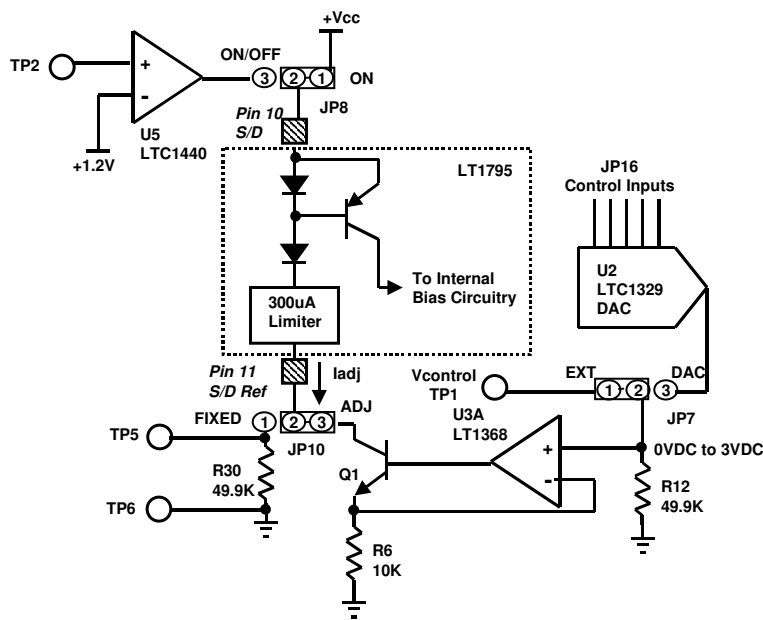 +Vcc
TP2
+
-
ON/OFF
3 2 1
ON
JP8
U5
LTC1440
+1.2V
Pin 10
S/D
LT1795
300uA
Limiter
To Internal
Bias Circuitry
JP16
Control Inputs
U2
LTC1329
DAC
Pin 11
S/D Ref
Iadj
FIXED
1 2 3
ADJ
JP10
Vcontrol
TP1
EXT
1 2 3
DAC
JP7
U3A
LT1368
+
-
0VDC to 3VDC
TP5
R30
49.9K
TP6
Q1
R6
10K
R12
49.9K